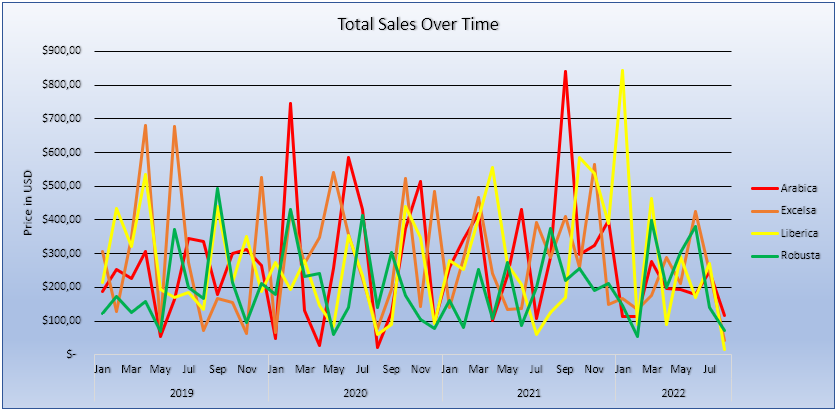 Total Sales Over Time
$900,00
$800,00
$700,00
$600,00
$500,00
$400,00
$300,00
$200,00
$100,00
$-
Price in USD
Arabica
Excelsa
Liberica
Robusta
Jan Mar May Jul Sep Nov Jan Mar May Jul Sep Nov Jan Mar May Jul Sep Nov Jan Mar May Jul
2019 2020 2021 2022